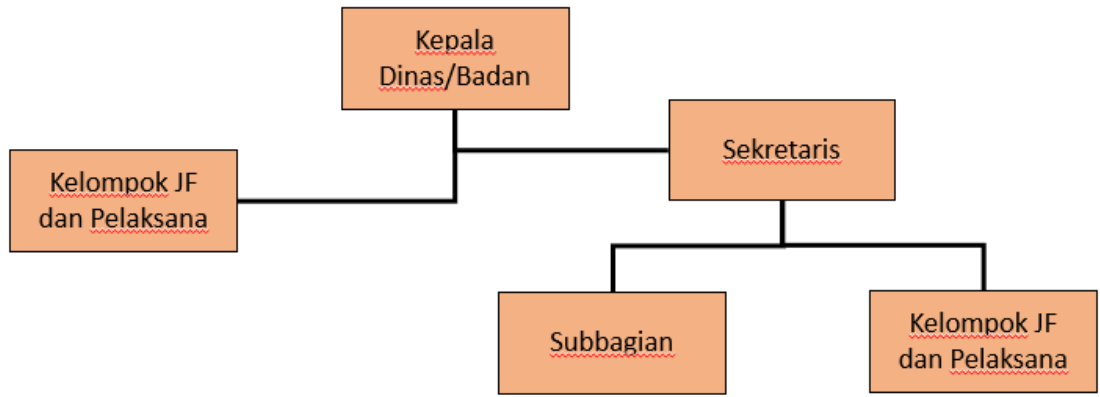 Kepala
Dinas/Badan
Sekretaris
Kelompok JF
dan Pelaksana
Subbagian
Kelompok JF
dan Pelaksana